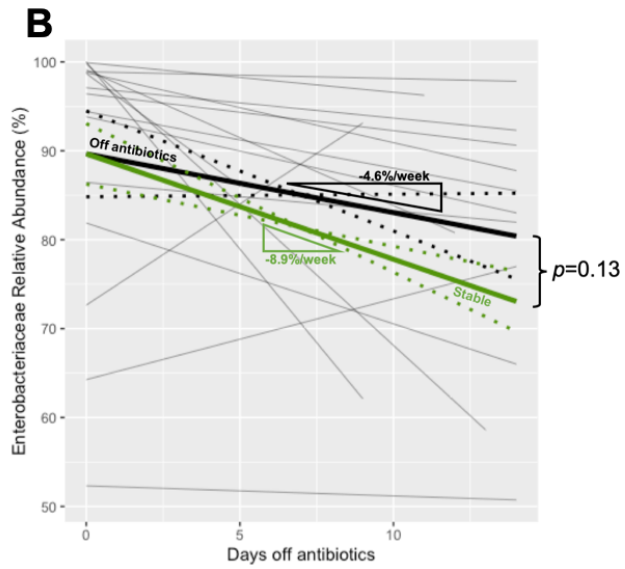 B
Enterobacteriaceae Relative Abundance (%)
100
90
80
70
60
50
Off antibiotics
-4.6%/week
-8.9%/week
Stable
p=0.13
0
5
10
Days off antibiotics